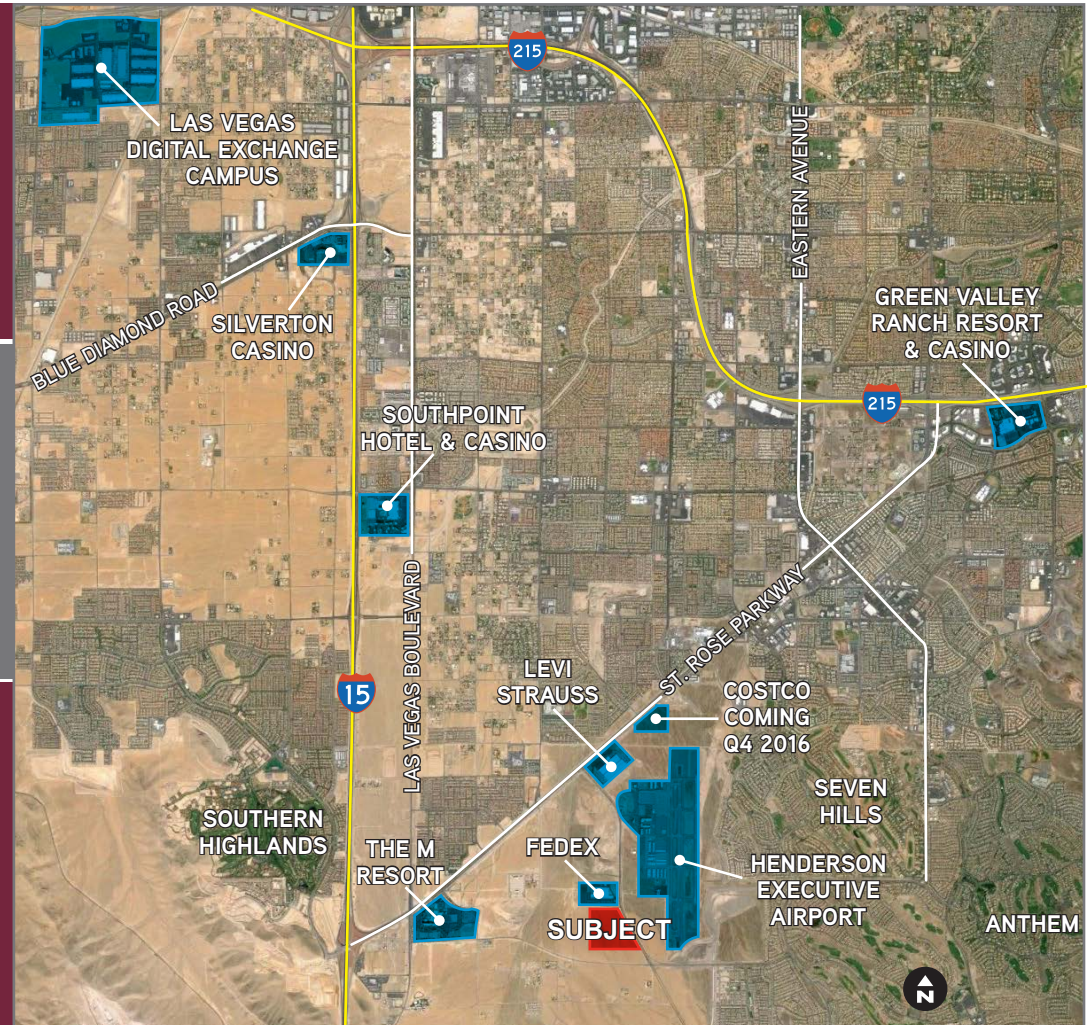 215
LAS VEGAS
DIGITAL EXCHANGE
CAMPUS
EASTERN AVENUE
BLUE DIAMOND ROAD
SILVERTON
CASINO
GREEN VALLEY
RANCH RESORT
& CASINO
215
SOUTHPOINT
HOTEL & CASINO
LAS VEGAS BOULEVARD
ST. ROSE PARKWAY
15
LEVI
STRAUSS
COSTCO
COMING
Q4 2016
SEVEN
HILLS
SOUTHERN
HIGHLANDS
THE M
RESORT
FEDEX
HENDERSON
EXECUTIVE
AIRPORT
SUBJECT
ANTHEM
N